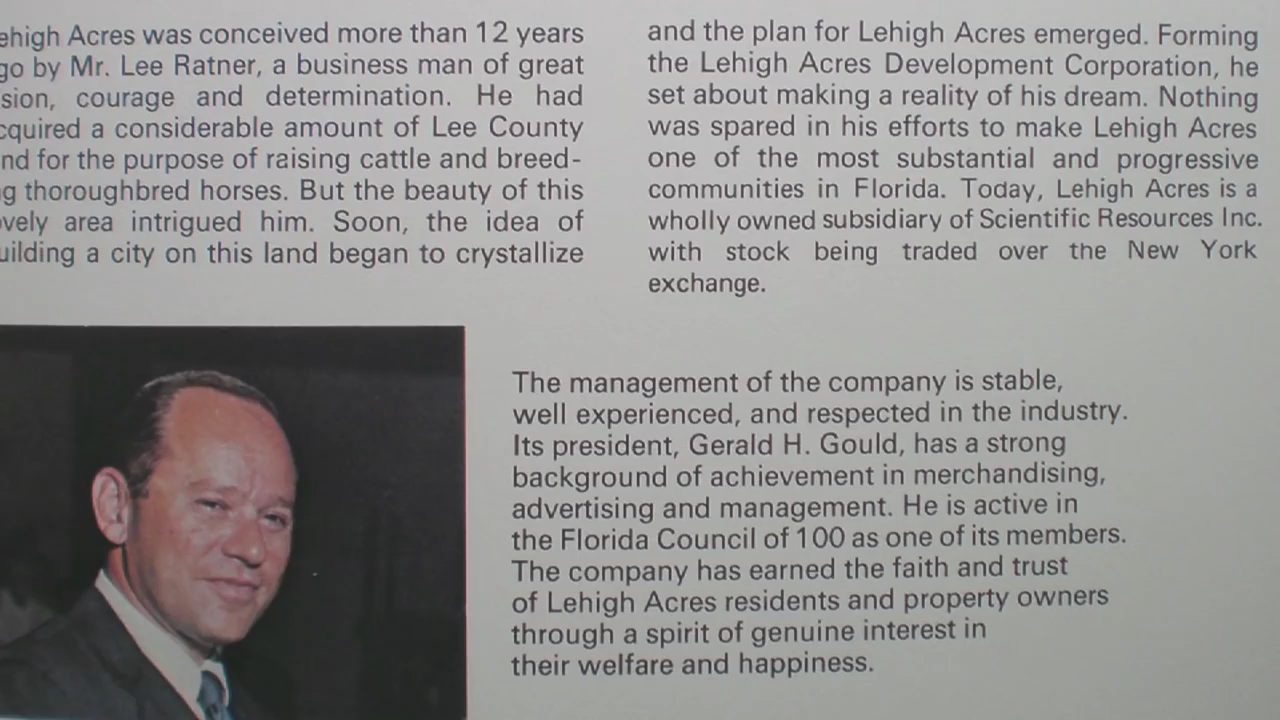 ehigh Acres was conceived more than 12 years
go by Mr. Lee Ratner, a business man of great
sion, courage and determination. He had
cquired a considerable amount of Lee County
nd for the purpose of raising cattle and breed-
g thoroughbred horses. But the beauty of this
vely area intrigued him. Soon, the idea of
uilding a city on this land began to crystallize
and the plan for Lehigh Acres emerged. Forming
the Lehigh Acres Development Corporation, he
set about making a reality of his dream. Nothing
was spared in his efforts to make Lehigh Acres
one of the most substantial and progressive
communities in Florida. Today, Lehigh Acres is a
wholly owned subsidiary of Scientific Resources Inc.
with stock being traded over the New York
exchange.
The management of the company is stable,
well experienced, and respected in the industry.
Its president, Gerald H. Gould, has a strong
background of achievement in merchandising,
advertising and management. He is active in
the Florida Council of 100 as one of its members.
The company has earned the faith and trust
of Lehigh Acres residents and property owners
through a spirit of genuine interest in
their welfare and happiness.